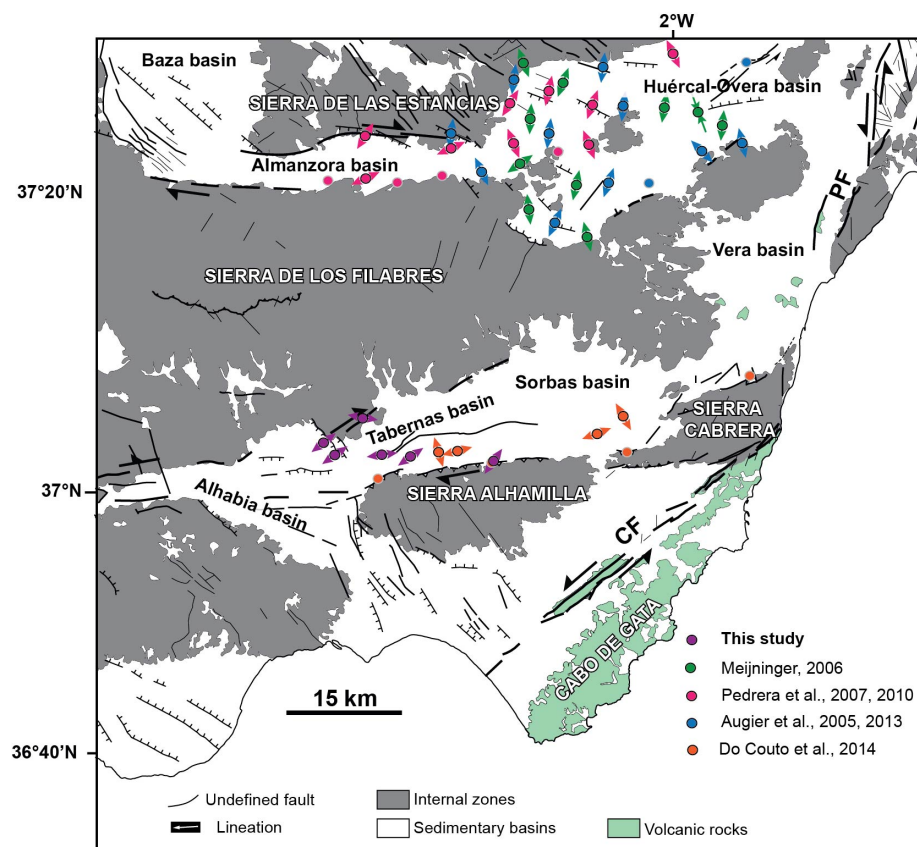 2°W
Baza basin
Huércal-Overa basin
SIERRA DE LAS ESTANCIAS
Almanzora basin
37°20'N
PF
Vera basin
SIERRA DE LOS FILABRES
Sorbas basin
Tabernas basin
SIERRA
CABRERA
37°N
Alhabia basin
SIERRA ALHAMILLA
CF
CABO DE GATA
This study
Meijninger, 2006
15 km
Pedrera et al., 2007, 2010
Augier et al., 2005, 2013
36°40'N
Do Couto et al., 2014
Undefined fault
Internal zones
Lineation
Sedimentary basins
Volcanic rocks